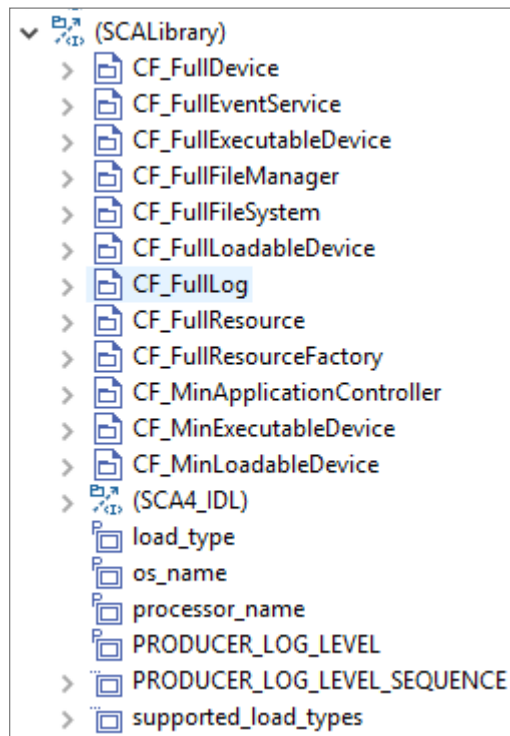 (SCALibrary)
CF_FullDevice
CF_FullEventService
CF_FullExecutableDevice
CF_FullFileManager
CF_FullFileSystem
CF_FullLoadableDevice
CF_FullLog
CF_FullResource
CF_FullResourceFactory
CF_MinApplicationController
CF_MinExecutableDevice
CF_MinLoadableDevice
(SCA4_IDL)
load_type
os_name
processor_name
PRODUCER_LOG_LEVEL
PRODUCER_LOG_LEVEL_SEQUENCE
supported_load_types